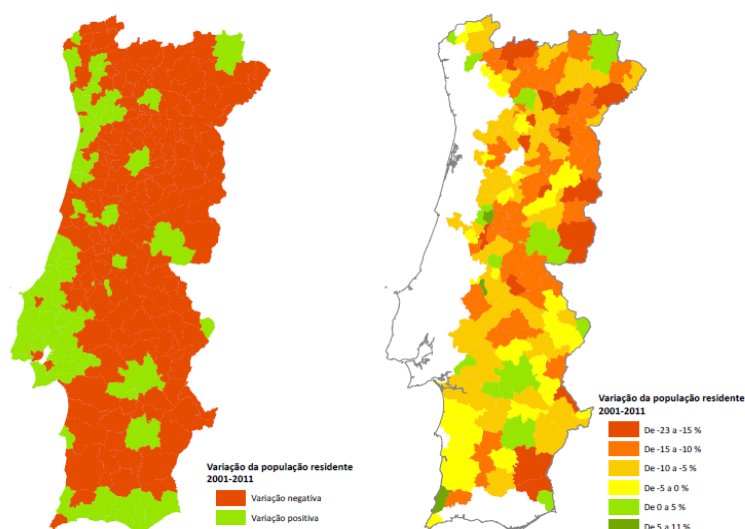 Variação da população residente
2001-2011
Variação negativa
Variação positiva
Variação da população residente
2001-2011
De -23 a -15 %
De -15 a -10 %
De -10 a -5 %
De -5 a 0 %
De 0 a 5 %
De 5 a 11 %